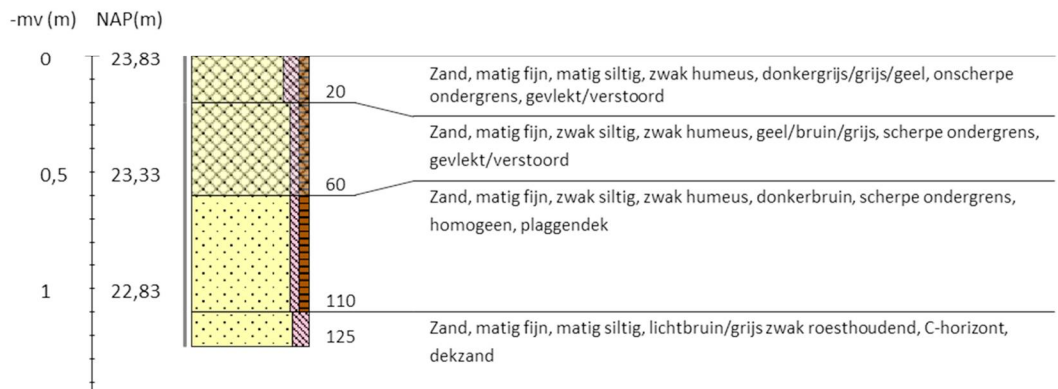 -mv (m) NAP(m)
0 23,83
Zand, matig fijn, matig siltig, zwak humeus, donkergrijs/grijs/geel, onscherpe
20
ondergrens, gevlekt/verstoord
Zand, matig fijn, zwak siltig, zwak humeus, geel/bruin/grijs, scherpe ondergrens,
gevlekt/verstoord
0,5 23,33
60
Zand, matig fijn, zwak siltig, zwak humeus, donkerbruin, scherpe ondergrens,
homogeen, plaggendek
1 22,83
110
Zand, matig fijn, matig siltig, lichtbruin/grijs zwak roesthoudend, C-horizont,
125
dekzand